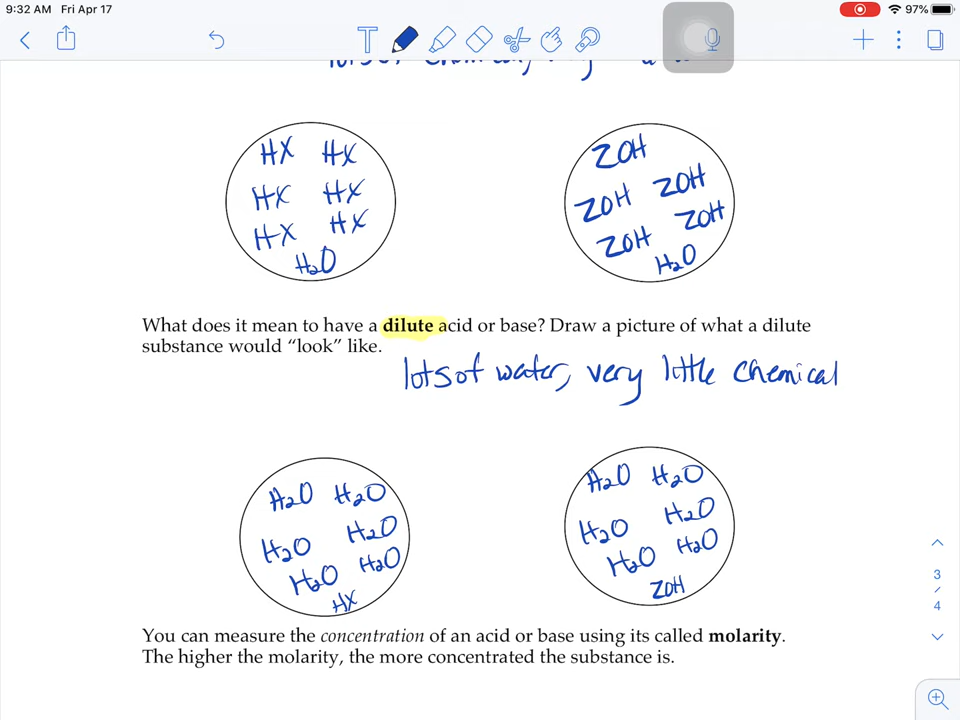 9:32 AM Fri Apr 17
97%
T
HX HX
HX HX
HX HX
H₂O
ZOH
ZOH ZOH
ZOH ZOH
H₂O
What does it mean to have a dilute acid or base? Draw a picture of what a dilute
substance would “look” like.
lots of water, very little chemical
H₂O H₂O
H₂O H₂O
H₂O H₂O
HX
H₂O H₂O
H₂O H₂O
H₂O H₂O
ZOH
You can measure the concentration of an acid or base using its called molarity.
The higher the molarity, the more concentrated the substance is.
3
/
4